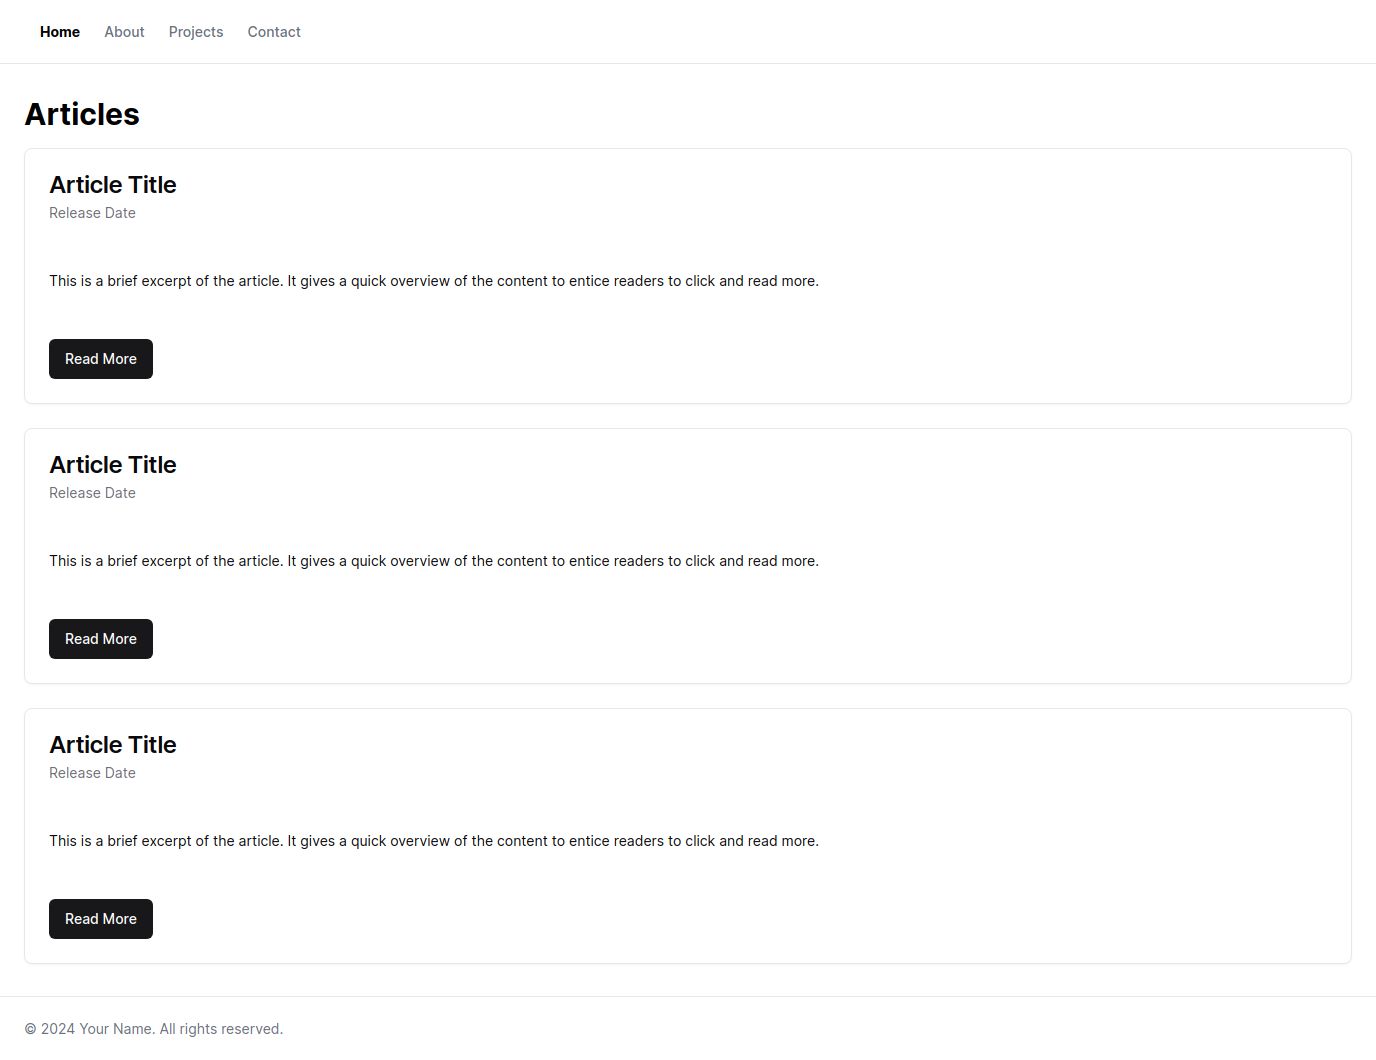 Home About Projects Contact
Articles
Article Title
Release Date
This is a brief excerpt of the article. It gives a quick overview of the content to entice readers to click and read more.
Read More
Article Title
Release Date
This is a brief excerpt of the article. It gives a quick overview of the content to entice readers to click and read more.
Read More
Article Title
Release Date
This is a brief excerpt of the article. It gives a quick overview of the content to entice readers to click and read more.
Read More
© 2024 Your Name. All rights reserved.